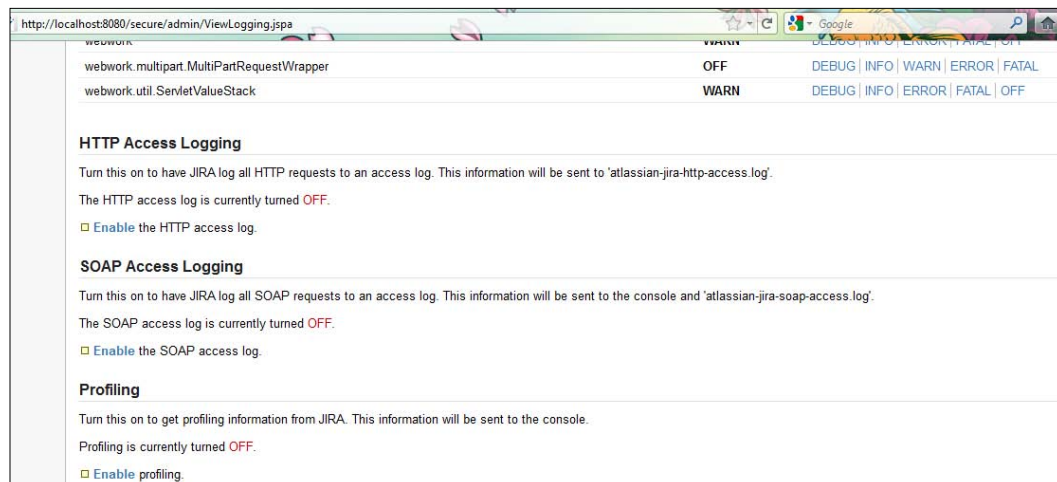 http://localhost:8080/secure/admin/ViewLogging.jspa Google
webwork WARN DEBUG | INFO | ERROR | FATAL | OFF
webwork.multipart.MultiPartRequestWrapper OFF DEBUG | INFO | WARN | ERROR | FATAL
webwork.util.ServletValueStack WARN DEBUG | INFO | ERROR | FATAL | OFF
HTTP Access Logging
Turn this on to have JIRA log all HTTP requests to an access log. This information will be sent to 'atlassian-jira-http-access.log'.
The HTTP access log is currently turned OFF.
Enable the HTTP access log.
SOAP Access Logging
Turn this on to have JIRA log all SOAP requests to an access log. This information will be sent to the console and 'atlassian-jira-soap-access.log'.
The SOAP access log is currently turned OFF.
Enable the SOAP access log.
Profiling
Turn this on to get profiling information from JIRA. This information will be sent to the console.
Profiling is currently turned OFF.
Enable profiling.